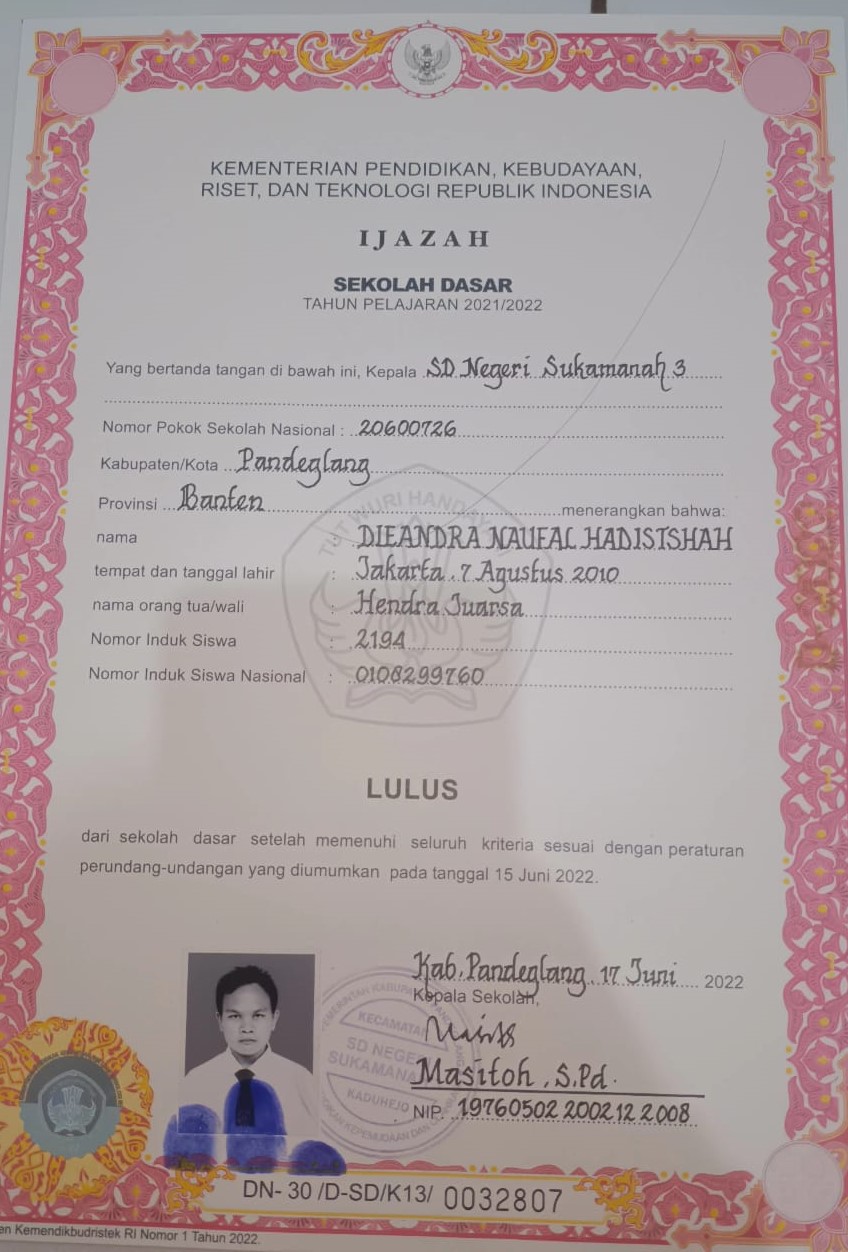 KEMENTERIAN PENDIDIKAN, KEBUDAYAAN,
RISET, DAN TEKNOLOGI REPUBLIK INDONESIA
IJAZAH
SEKOLAH DASAR
TAHUN PELAJARAN 2021/2022
Yang bertanda tangan di bawah ini, Kepala SD Negeri Sukamanah 3
Nomor Pokok Sekolah Nasional : 20600726
Kabupaten/Kota Pandeglang
Provinsi Banten menerangkan bahwa:
TUT WURI HANDAYANI
nama : DIEANDRA NAUFAL HADISTSHAH
tempat dan tanggal lahir : Jakarta, 7 Agustus 2010
nama orang tua/wali : Hendra Juarsa
Nomor Induk Siswa : 2194
Nomor Induk Siswa Nasional : 0108299760
LULUS
dari sekolah dasar setelah memenuhi seluruh kriteria sesuai dengan peraturan
perundang-undangan yang diumumkan pada tanggal 15 Juni 2022.
Kab. Pandeglang 17 Juni 2022
Kepala Sekolah,
KECAMATAN
SD NEGERI
SUKAMANA
KADUHEJO
Masitoh, S.Pd.
NIP. 19760502 200212 2008
DN- 30 /D-SD/K13/ 0032807
en Kemendikbudristek RI Nomor 1 Tahun 2022.